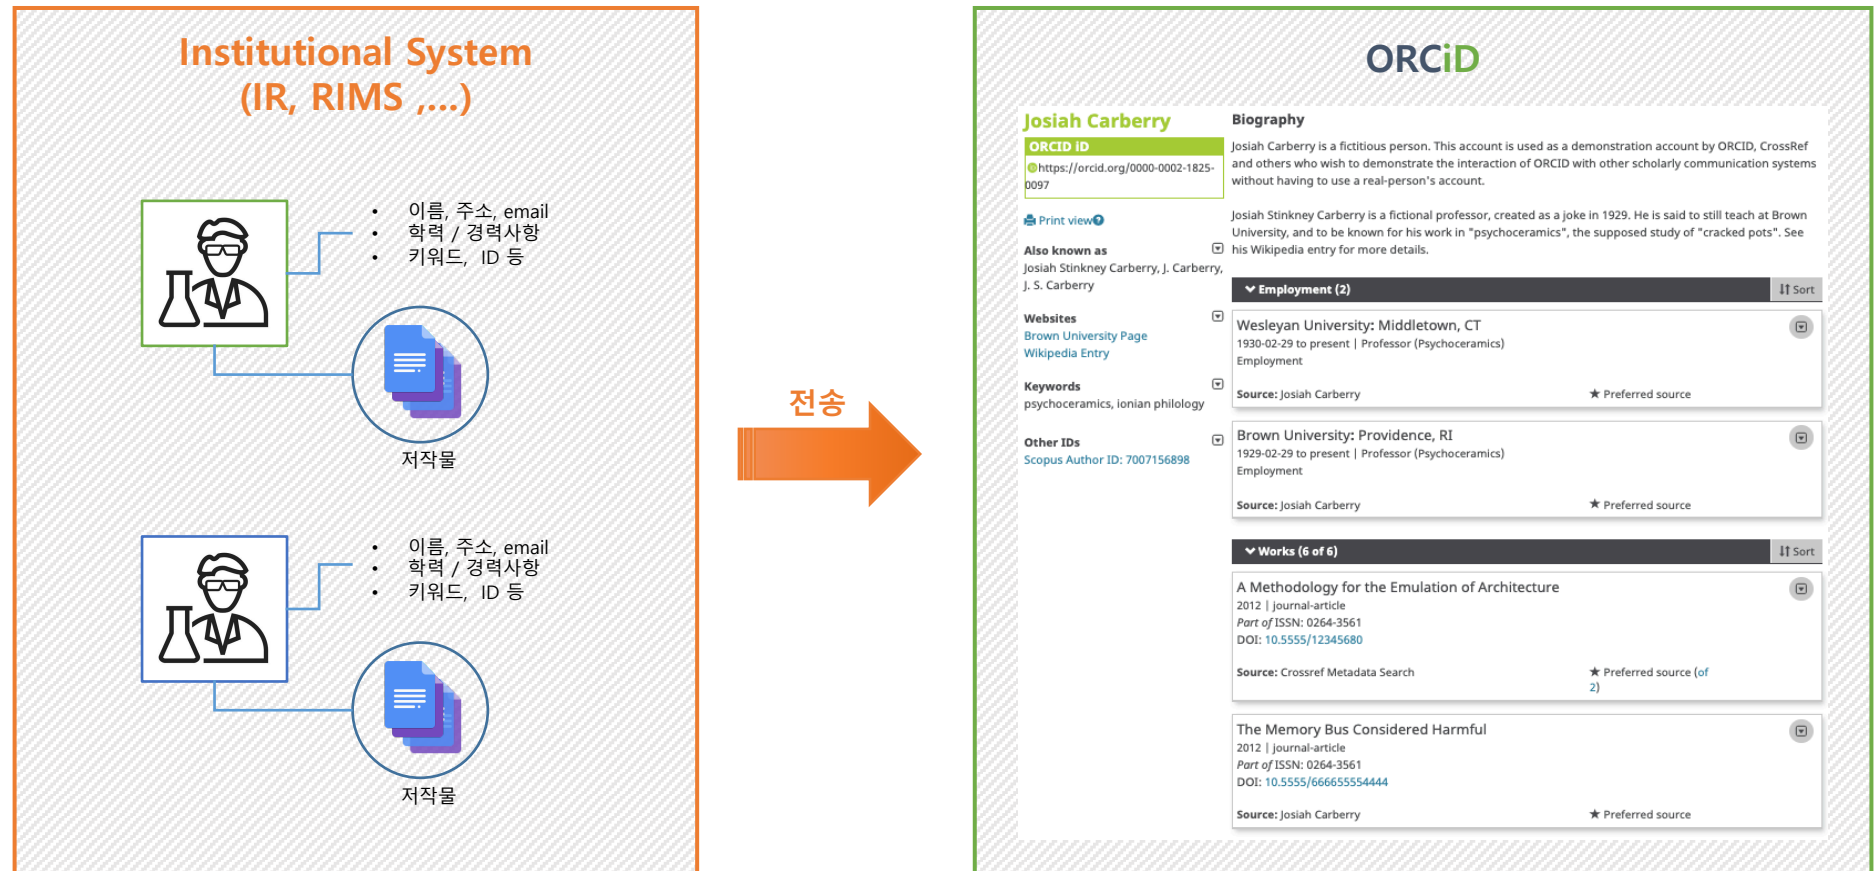 Institutional System
(IR, RIMS ,...)
• 이름, 주소, email
• 학력 / 경력사항
• 키워드, ID 등
저작물
• 이름, 주소, email
• 학력 / 경력사항
• 키워드, ID 등
저작물
전송
ORCiD
Josiah Carberry
ORCID iD
iD https://orcid.org/0000-0002-1825-
0097
Print view
Also known as
Josiah Stinkney Carberry, J. Carberry,
J. S. Carberry
Websites
Brown University Page
Wikipedia Entry
Keywords
psychoceramics, ionian philology
Other IDs
Scopus Author ID: 7007156898
Biography
Josiah Carberry is a fictitious person. This account is used as a demonstration account by ORCID, CrossRef
and others who wish to demonstrate the interaction of ORCID with other scholarly communication systems
without having to use a real-person's account.
Josiah Stinkney Carberry is a fictional professor, created as a joke in 1929. He is said to still teach at Brown
University, and to be known for his work in "psychoceramics", the supposed study of "cracked pots". See
his Wikipedia entry for more details.
Employment (2) Sort
Wesleyan University: Middletown, CT
1930-02-29 to present | Professor (Psychoceramics)
Employment
Source: Josiah Carberry ★ Preferred source
Brown University: Providence, RI
1929-02-29 to present | Professor (Psychoceramics)
Employment
Source: Josiah Carberry ★ Preferred source
Works (6 of 6) Sort
A Methodology for the Emulation of Architecture
2012 | journal-article
Part of ISSN: 0264-3561
DOI: 10.5555/12345680
Source: Crossref Metadata Search ★ Preferred source (of
2)
The Memory Bus Considered Harmful
2012 | journal-article
Part of ISSN: 0264-3561
DOI: 10.5555/666655554444
Source: Josiah Carberry ★ Preferred source